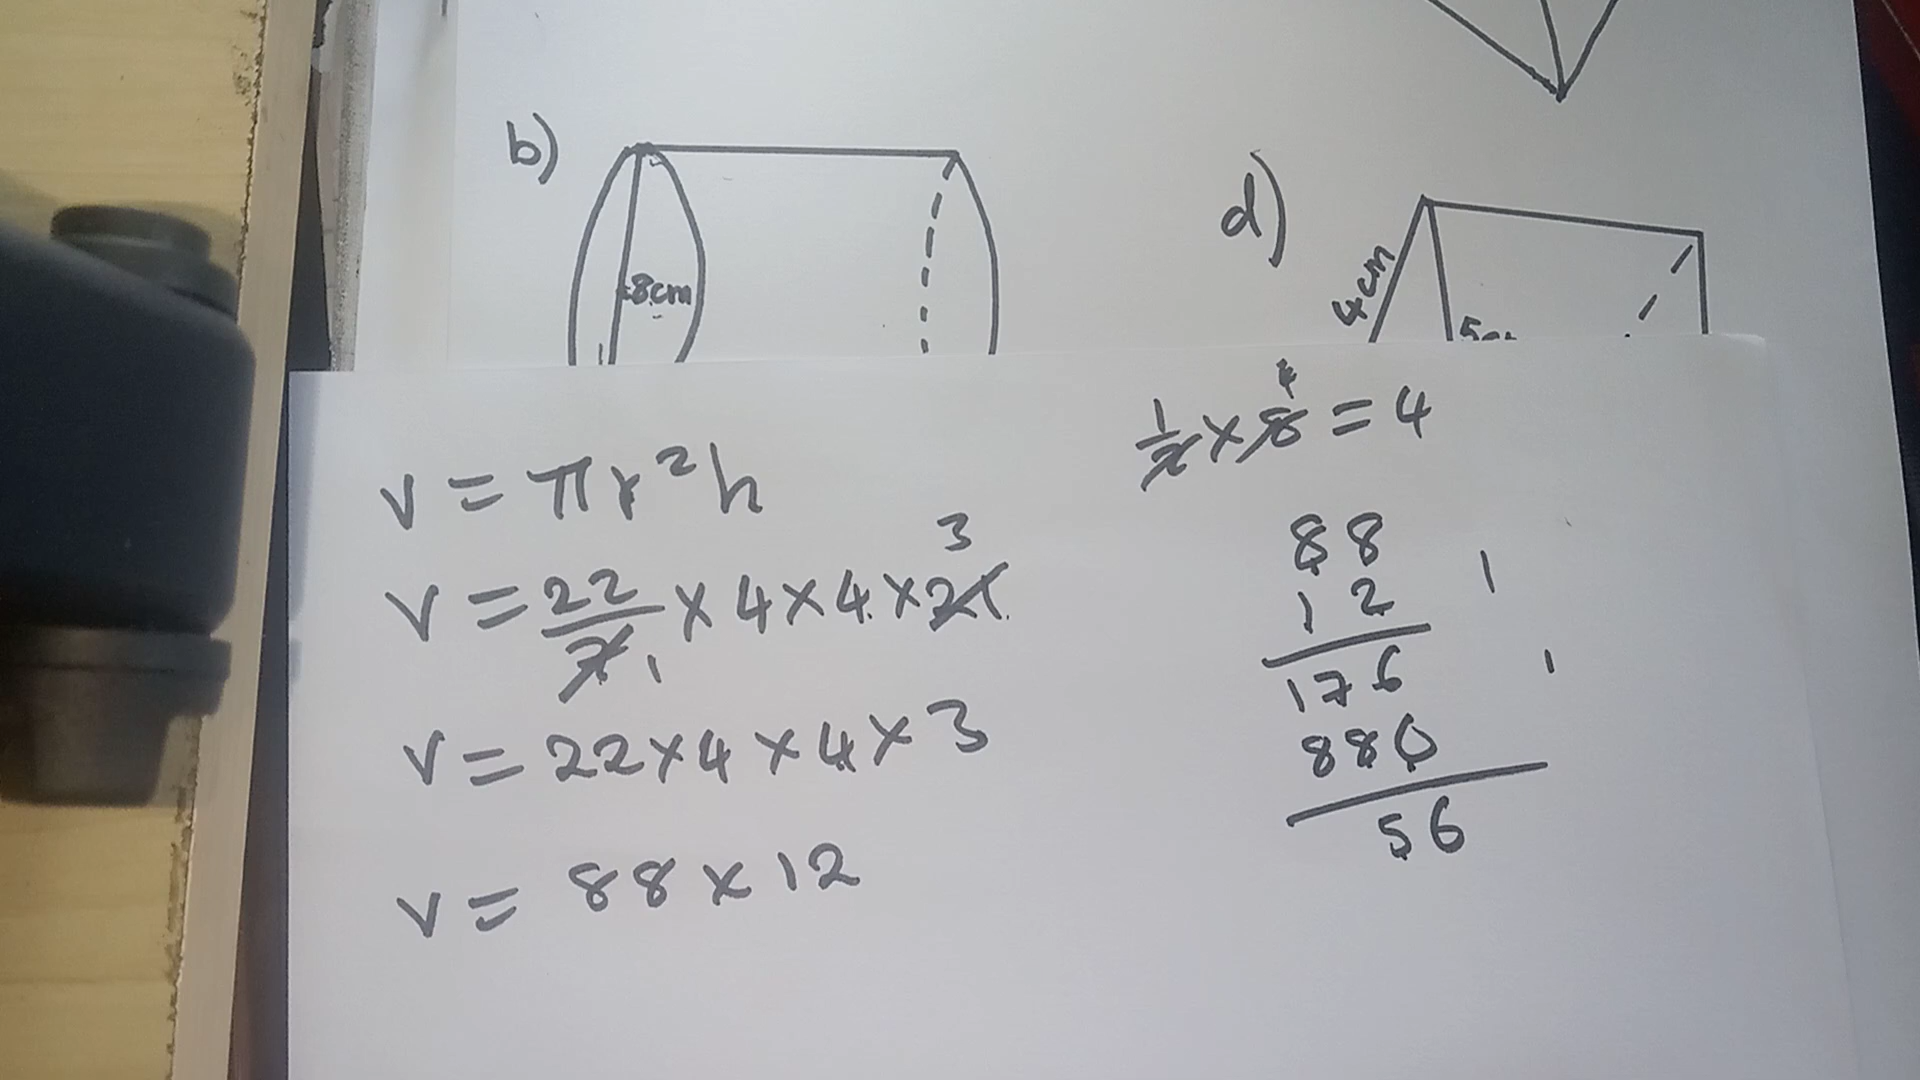 b)
8cm
d)
4cm
5c
V = πr²h
3
V = 22/7 1 × 4 × 4 × 21
V = 22 × 4 × 4 × 3
V = 88 × 12
4
1/2 × 8 = 4
88
12
1
176
1
880
56